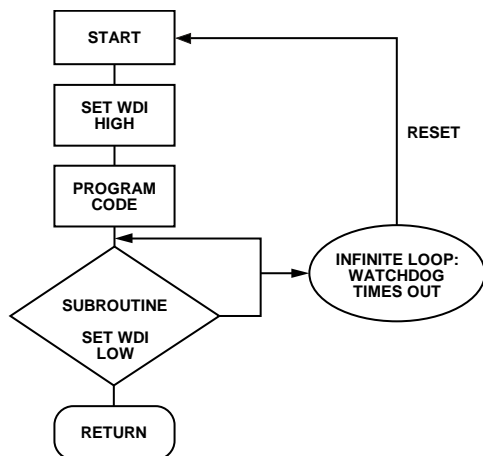 START
SET WDI
HIGH
PROGRAM
CODE
SUBROUTINE
SET WDI
LOW
RETURN
INFINITE LOOP:
WATCHDOG
TIMES OUT
RESET